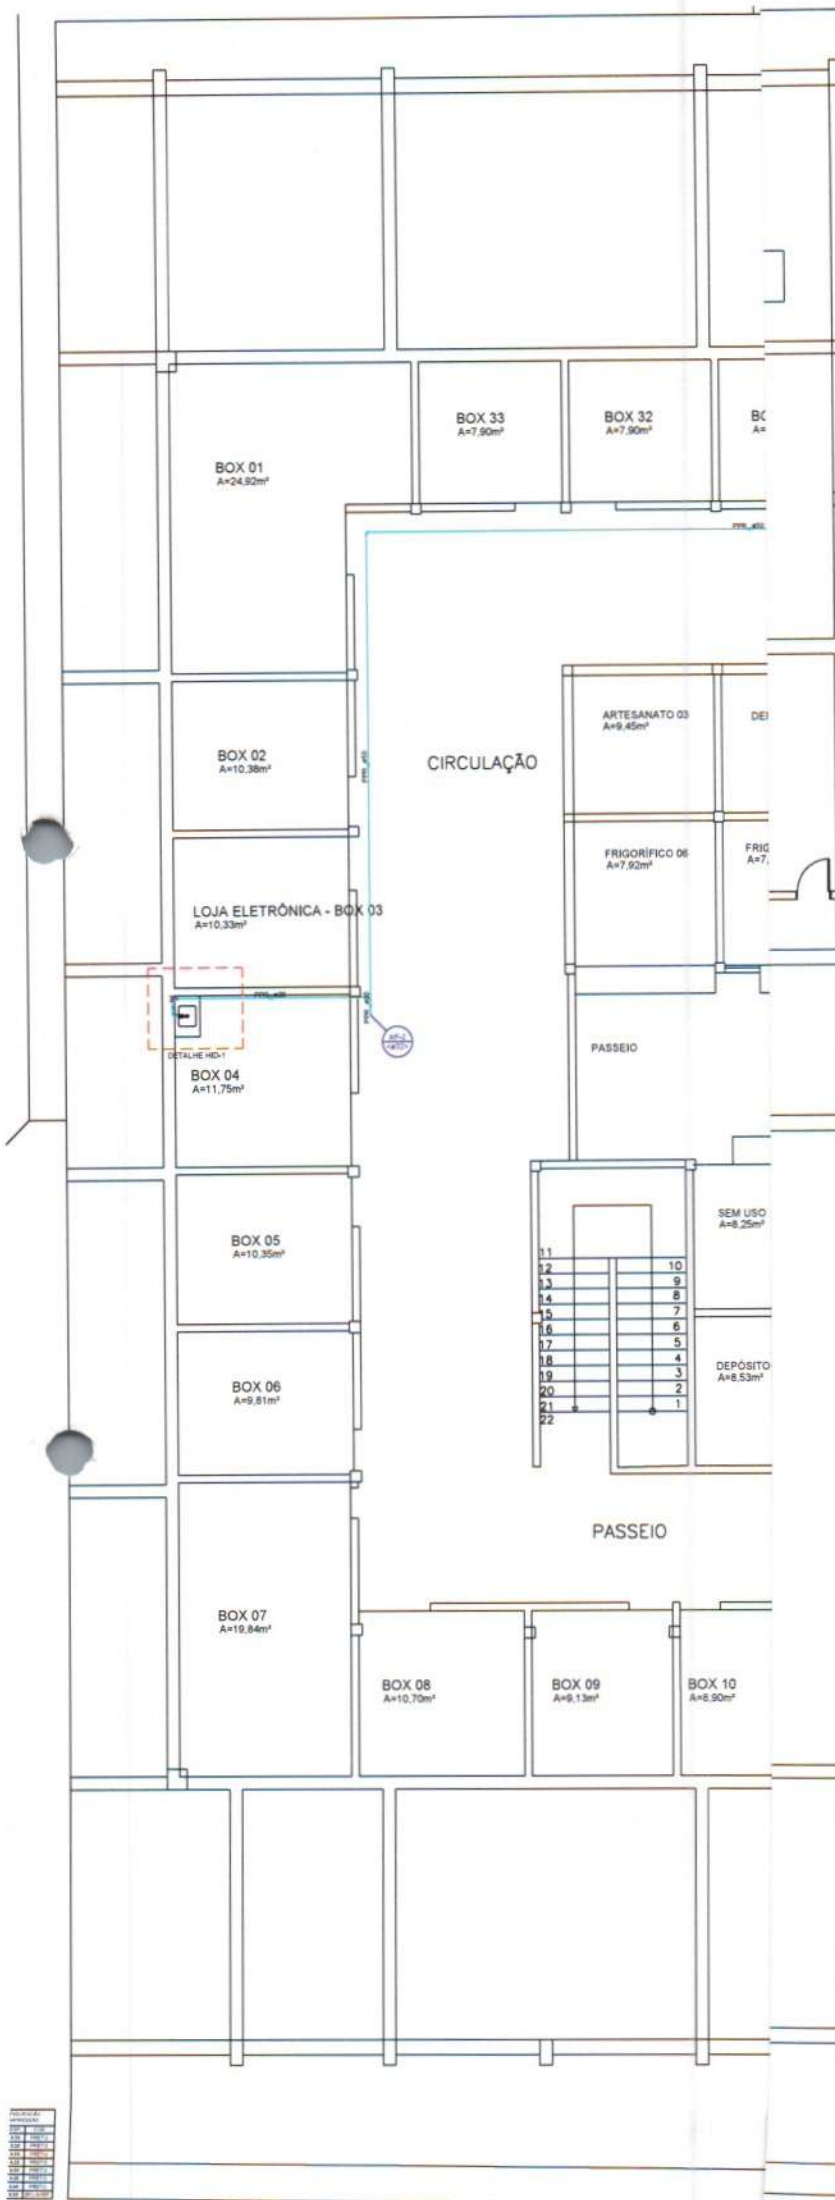 BOX 33
A=7,90m²
BOX 32
A=7,90m²
BOX 01
A=24,92m²
PPR_ø50
ARTESANATO 03
A=9,45m²
BOX 02
A=10,38m²
CIRCULAÇÃO
PPR_ø50
FRIGORÍFICO 06
A=7,92m²
LOJA ELETRÔNICA - BOX 03
A=10,33m²
DETALHE HID-1
BOX 04
A=11,75m²
PASSEIO
SEM USO
A=8,25m²
BOX 05
A=10,35m²
11
12 10
13 9
14 8
15 7
16 6
17 5
18 4
19 3
20 2
21 1
22
DEPÓSITO
A=8,53m²
BOX 06
A=9,81m²
PASSEIO
BOX 07
A=19,84m²
BOX 08
A=10,70m²
BOX 09
A=9,13m²
BOX 10